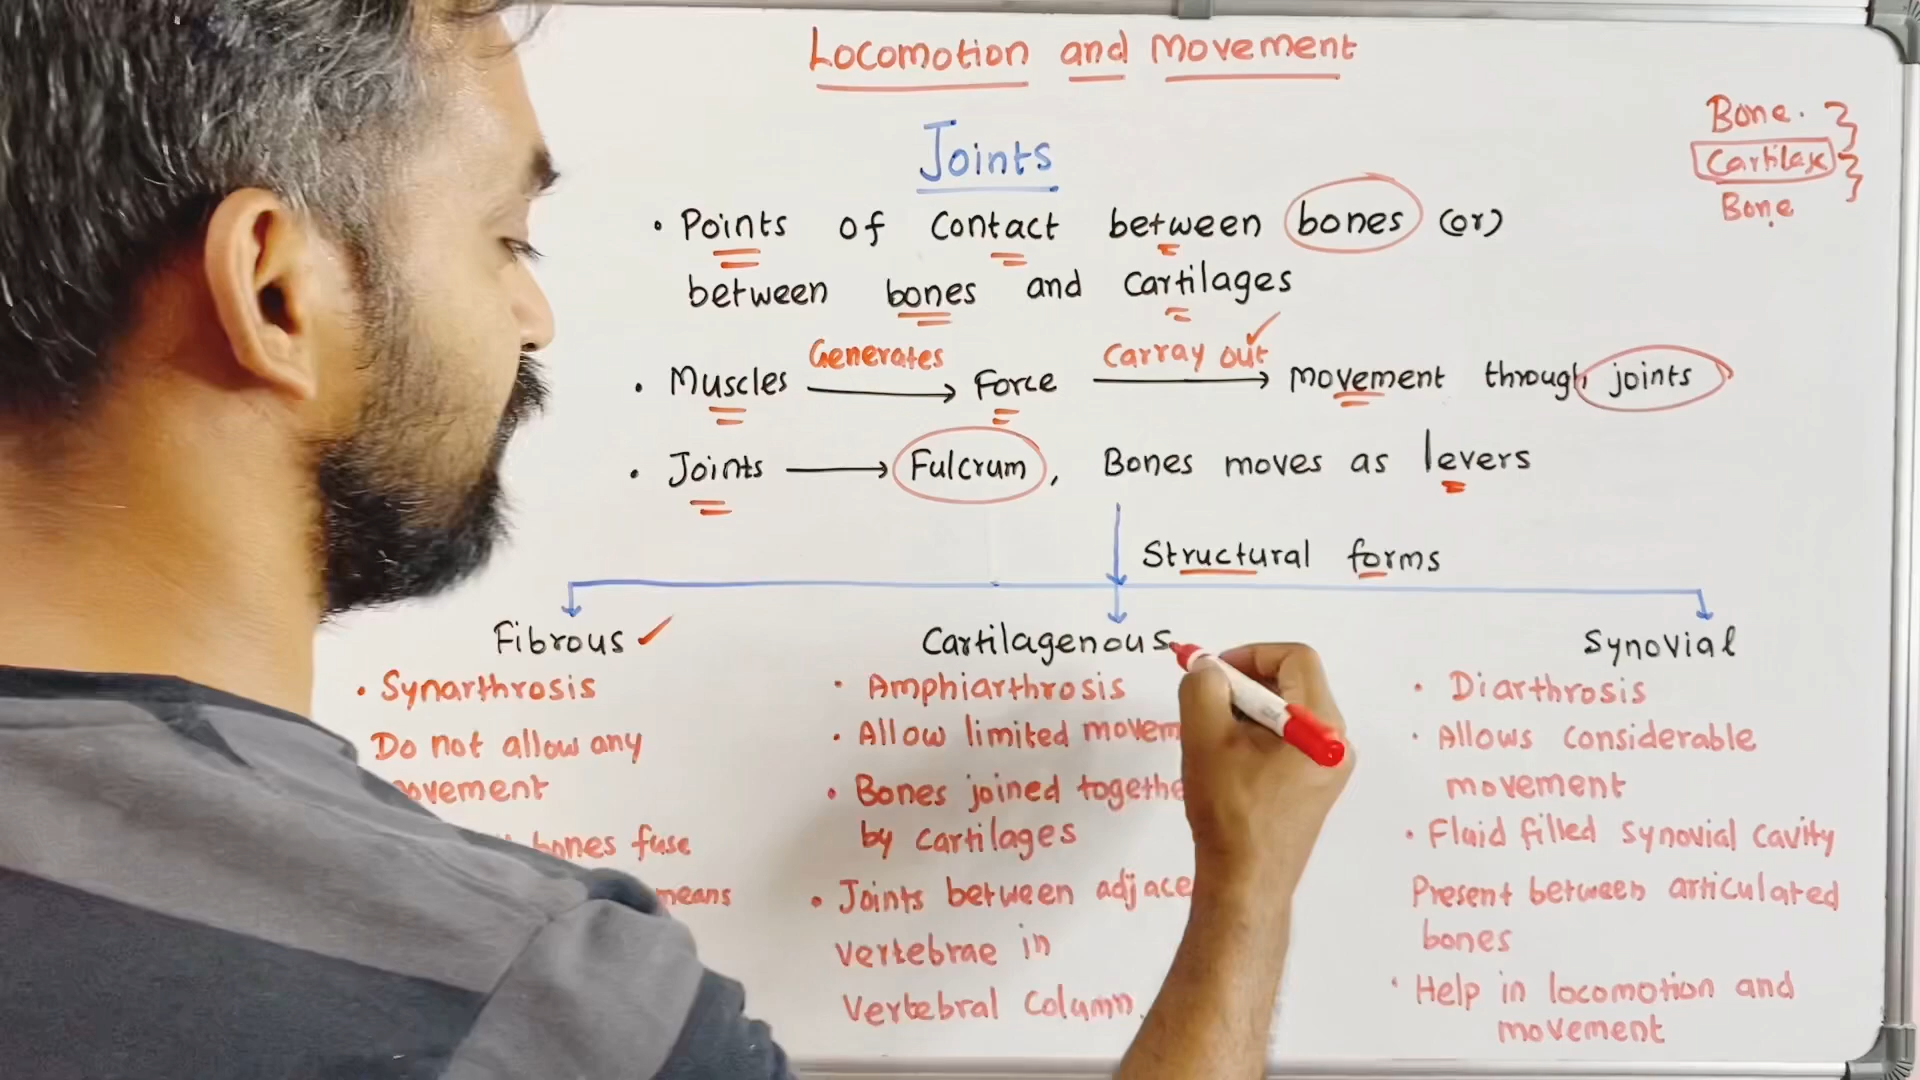 Locomotion and Movement
Bone.
Cartilage
Bone
Joints
• Points of Contact between bones (or)
between bones and Cartilages
Generates
Carray out
• Muscles → Force → Movement through joints
• Joints → Fulcrum, Bones moves as levers
Structural forms
Fibrous
• Synarthrosis
Do not allow any
movement
bones fuse
means
Cartilagenous
• Amphiarthrosis
• Allow limited
• Bones joined
by cartilages
• Joints between
vertebrae in
Vertebral Column.
Synovial
• Diarthrosis
• Allows considerable
movement
• Fluid filled synovial cavity
Present between articulated
bones
• Help in locomotion and
movement